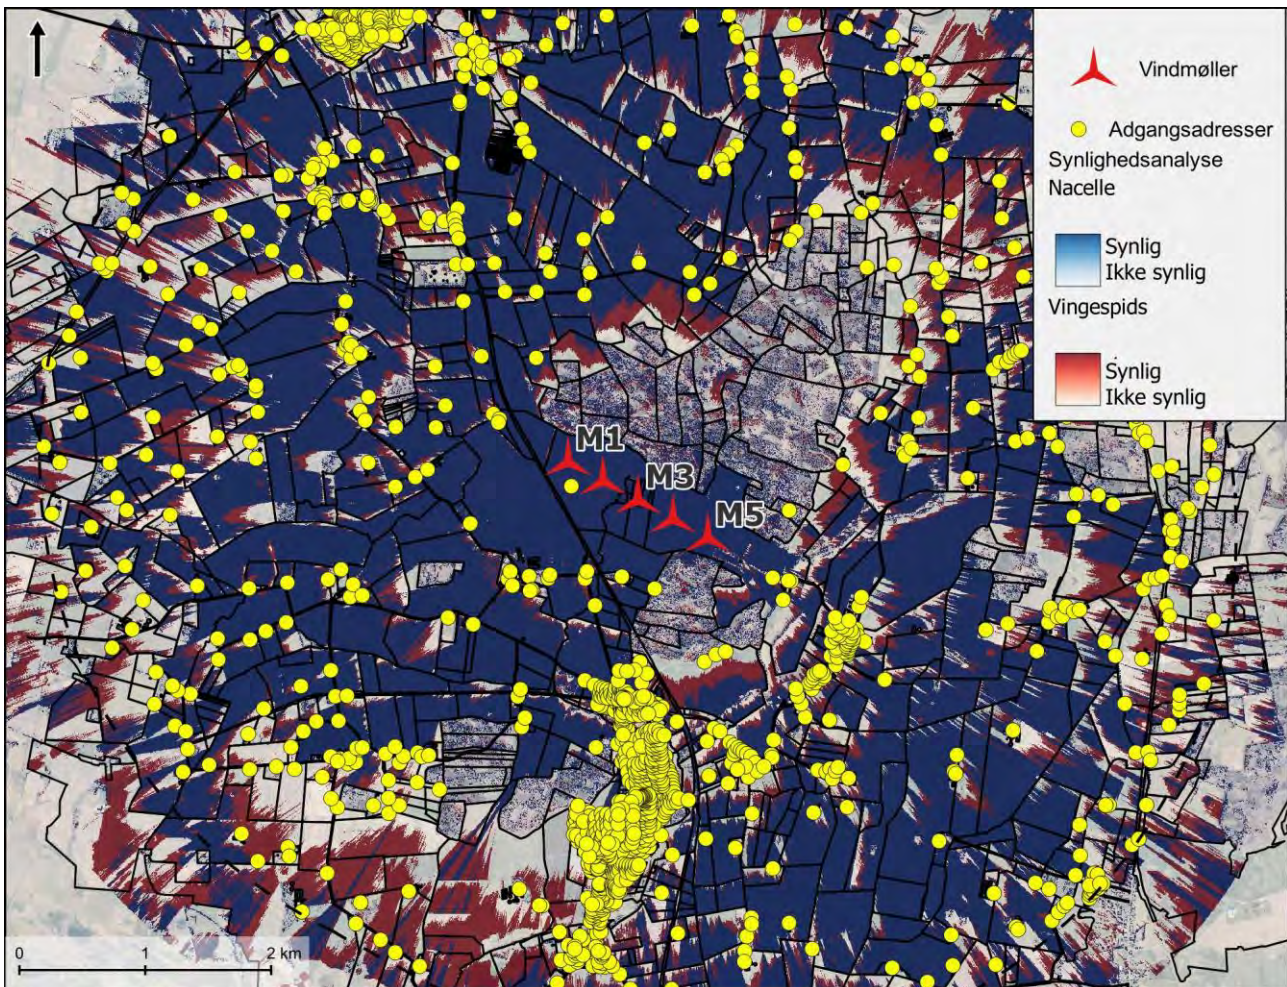 Vindmøller
Adgangsadresser
Synlighedsanalyse
Nacelle
Synlig
Ikke synlig
Vingespids
Synlig
Ikke synlig
M1
M3
M5
0 1 2 km